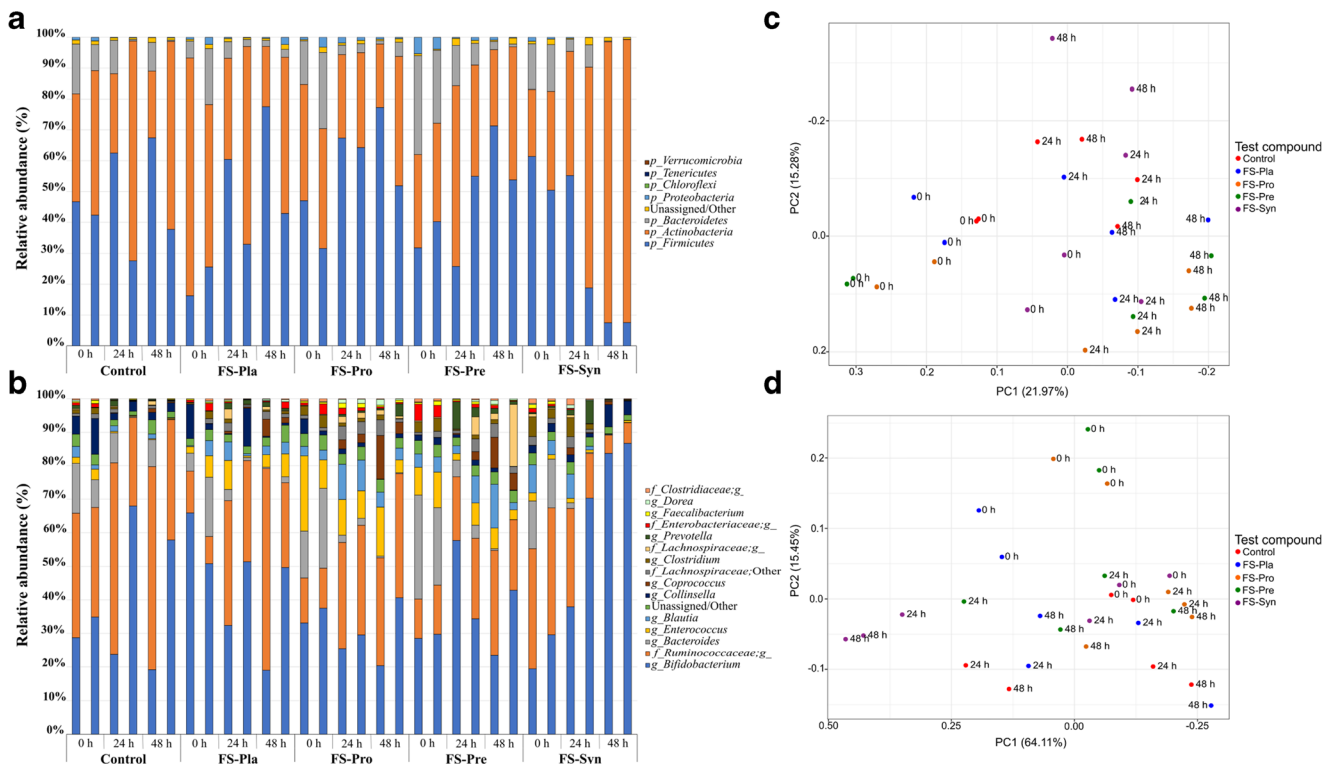 a
Relative abundance (%)
100%
90%
80%
70%
60%
50%
40%
30%
20%
10%
0%
0 h 24 h 48 h 0 h 24 h 48 h 0 h 24 h 48 h 0 h 24 h 48 h 0 h 24 h 48 h
Control FS-Pla FS-Pro FS-Pre FS-Syn
p_Verrucomicrobia
p_Tenericutes
p_Chloroflexi
p_Proteobacteria
Unassigned/Other
p_Bacteroidetes
p_Actinobacteria
p_Firmicutes
b
Relative abundance (%)
100%
90%
80%
70%
60%
50%
40%
30%
20%
10%
0%
0 h 24 h 48 h 0 h 24 h 48 h 0 h 24 h 48 h 0 h 24 h 48 h 0 h 24 h 48 h
Control FS-Pla FS-Pro FS-Pre FS-Syn
f_Clostridiaceae;g_
g_Dorea
g_Faecalibacterium
f_Enterobacteriaceae;g_
g_Prevotella
f_Lachnospiraceae;g_
g_Clostridium
f_Lachnospiraceae;Other
g_Coprococcus
g_Collinsella
Unassigned/Other
g_Blautia
g_Enterococcus
g_Bacteroides
f_Ruminococcaceae;g_
g_Bifidobacterium
c
48 h
48 h
-0.2
24 h 48 h
24 h
24 h 24 h
0 h 24 h
0 h 0 h 48 h 48 h
0.0 0 h 48 h
0 h 0 h 48 h
0 h 0 h 0 h 48 h
24 h 24 h 48 h
0 h 24 h 48 h
24 h
0.2 24 h
0.3 0.2 0.1 0.0 -0.1 -0.2
PC1 (21.97%)
PC2 (15.28%)
Test compound
Control
FS-Pla
FS-Pro
FS-Pre
FS-Syn
d
0 h
0.2 0 h 0 h
0 h
0 h
0.1
0 h
24 h 0 h
0 h 24 h
24 h 0 h 0 h 24 h
0.0 24 h 48 h 48 h 48 h
48 h 48 h 48 h 24 h 24 h
48 h
-0.1 24 h 24 h 24 h
48 h 48 h
48 h
0.50 0.25 0.00 -0.25
PC1 (64.11%)
PC2 (15.45%)
Test compound
Control
FS-Pla
FS-Pro
FS-Pre
FS-Syn